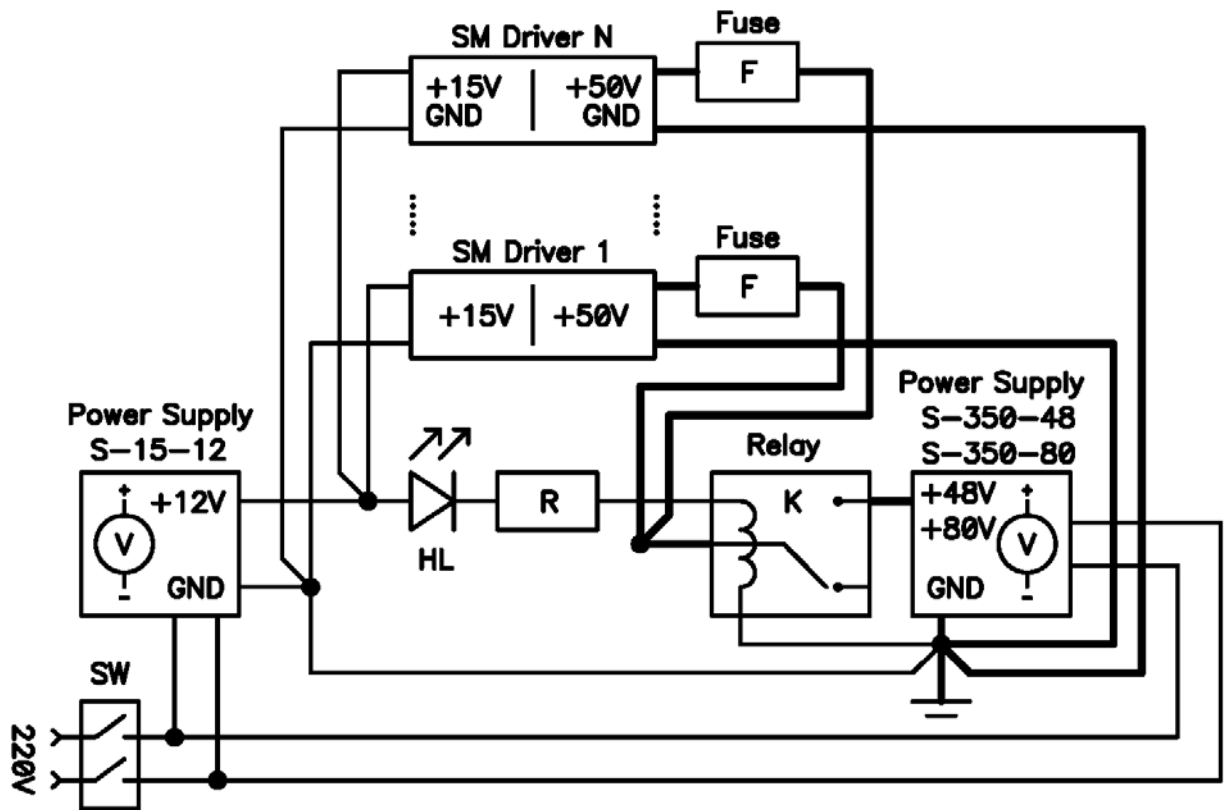 Fuse
SM Driver N
F
+15V
+50V
GND
GND
Fuse
SM Driver 1
F
+15V
+50V
Power Supply
S-350-48
S-350-80
Power Supply
S-15-12
Relay
+12V
V
GND
HL
R
K
+48V
+80V
V
GND
SW
220V